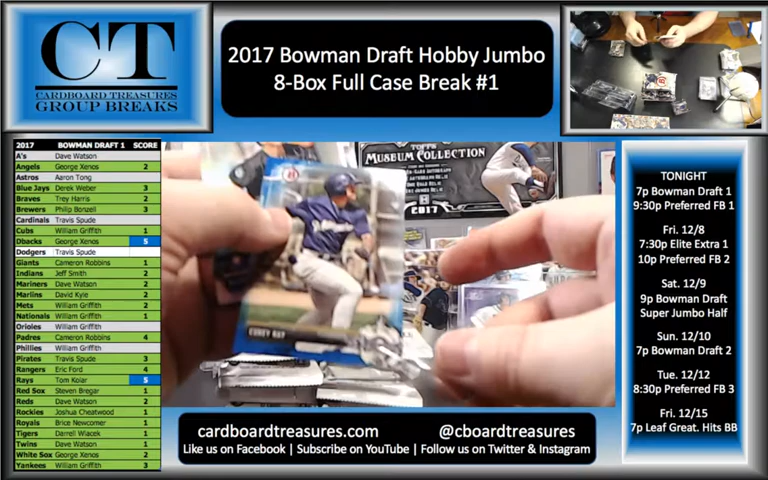 CT
CARDBOARD TREASURES
GROUP BREAKS
2017 Bowman Draft Hobby Jumbo
8-Box Full Case Break #1
2017 BOWMAN DRAFT 1 SCORE
A's Dave Watson
Angels George Xenos 2
Astros Aaron Tong
Blue Jays Derek Weber 3
Braves Trey Harris 2
Brewers Philip Bonzell 3
Cardinals Travis Spude
Cubs William Griffith 1
Dbacks George Xenos 5
Dodgers Travis Spude
Giants Cameron Robbins 1
Indians Jeff Smith 2
Mariners Dave Watson 2
Marlins David Kyle 2
Mets William Griffith 2
Nationals William Griffith 1
Orioles William Griffith
Padres Cameron Robbins 4
Phillies William Griffith
Pirates Travis Spude 3
Rangers Eric Ford 4
Rays Tom Kolar 5
Red Sox Steven Bregar 1
Reds Dave Watson 2
Rockies Joshua Cheatwood 1
Royals Brice Newcomer 1
Tigers Darrell Wiacek 1
Twins Dave Watson 1
White Sox George Xenos 2
Yankees William Griffith 3
TOPPS
MUSEUM COLLECTION
2017
COREY RAY
TONIGHT
7p Bowman Draft 1
9:30p Preferred FB 1
Fri. 12/8
7:30p Elite Extra 1
10p Preferred FB 2
Sat. 12/9
9p Bowman Draft
Super Jumbo Half
Sun. 12/10
7p Bowman Draft 2
Tue. 12/12
8:30p Preferred FB 3
Fri. 12/15
7p Leaf Great. Hits BB
cardboardtreasures.com @cboardtreasures
Like us on Facebook | Subscribe on YouTube | Follow us on Twitter & Instagram